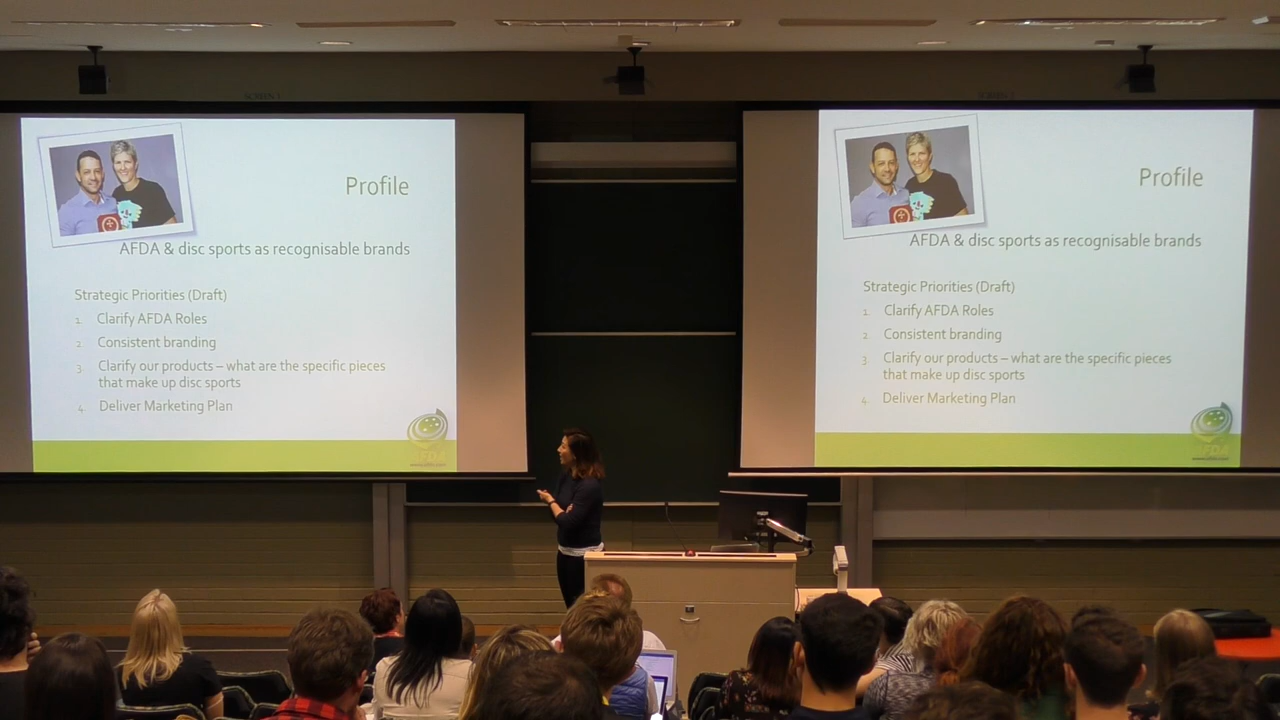 Profile
AFDA & disc sports as recognisable brands
Strategic Priorities (Draft)
1. Clarify AFDA Roles
2. Consistent branding
3. Clarify our products – what are the specific pieces
that make up disc sports
4. Deliver Marketing Plan
AFDA
Profile
AFDA & disc sports as recognisable brands
Strategic Priorities (Draft)
1. Clarify AFDA Roles
2. Consistent branding
3. Clarify our products – what are the specific pieces
that make up disc sports
4. Deliver Marketing Plan
AFDA